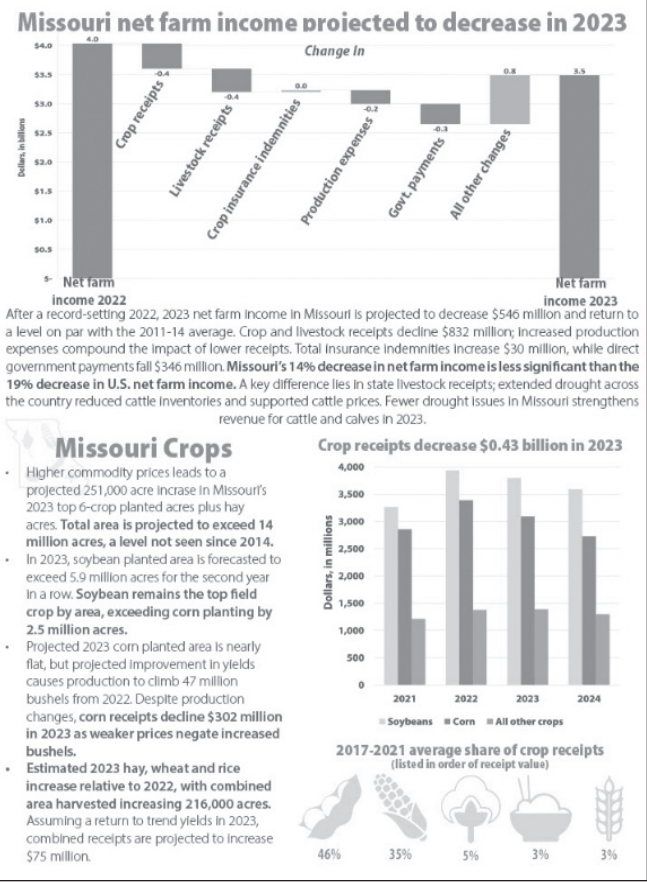 Missouri net farm income projected to decrease in 2023
Change In
Dollars, in billions
$4.0
$3.5
$3.0
$2.5
$2.0
$1.5
$1.0
$0.5
$-
4.0
-0.4
-0.4
0.0
-0.2
-0.3
0.8
3.5
Crop receipts
Livestock receipts
Crop insurance indemnities
Production expenses
Govt. payments
All other changes
Net farm
income 2022
Net farm
income 2023
After a record-setting 2022, 2023 net farm income in Missouri is projected to decrease $546 million and return to
a level on par with the 2011-14 average. Crop and livestock receipts decline $832 million; increased production
expenses compound the impact of lower receipts. Total insurance indemnities increase $30 million, while direct
government payments fall $346 million. Missouri's 14% decrease in net farm income is less significant than the
19% decrease in U.S. net farm income. A key difference lies in state livestock receipts; extended drought across
the country reduced cattle inventories and supported cattle prices. Fewer drought issues in Missouri strengthens
revenue for cattle and calves in 2023.
Missouri Crops
• Higher commodity prices leads to a
projected 251,000 acre incrase in Missouri's
2023 top 6-crop planted acres plus hay
acres. Total area is projected to exceed 14
million acres, a level not seen since 2014.
• In 2023, soybean planted area is forecasted to
exceed 5.9 million acres for the second year
in a row. Soybean remains the top field
crop by area, exceeding corn planting by
2.5 million acres.
• Projected 2023 corn planted area is nearly
flat, but projected improvement in yields
causes production to climb 47 million
bushels from 2022. Despite production
changes, corn receipts decline $302 million
in 2023 as weaker prices negate increased
bushels.
• Estimated 2023 hay, wheat and rice
increase relative to 2022, with combined
area harvested increasing 216,000 acres.
Assuming a return to trend yields in 2023,
combined receipts are projected to increase
$75 million.
Crop receipts decrease $0.43 billion in 2023
Dollars, in millions
4,000
3,500
3,000
2,500
2,000
1,500
1,000
500
0
2021 2022 2023 2024
Soybeans Corn All other crops
2017-2021 average share of crop receipts
(listed in order of receipt value)
46% 35% 5% 3% 3%